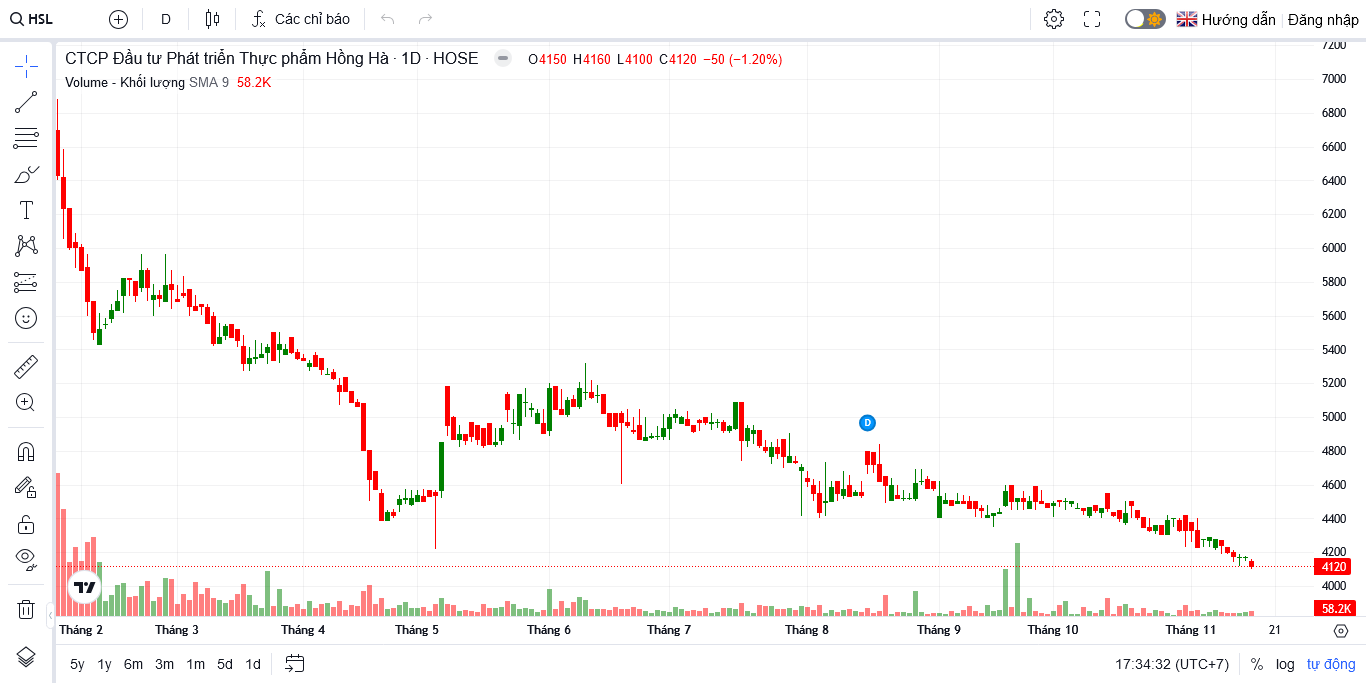 HSL D Các chỉ báo Hướng dẫn Đăng nhập
CTCP Đầu tư Phát triển Thực phẩm Hồng Hà · 1D · HOSE O4150 H4160 L4100 C4120 −50 (−1.20%)
Volume - Khối lượng SMA 9 58.2K
7200
7000
6800
6600
6400
6200
6000
5800
5600
5400
5200
5000
4800
D
4600
4400
4200
4120
4000
58.2K
Tháng 2 Tháng 3 Tháng 4 Tháng 5 Tháng 6 Tháng 7 Tháng 8 Tháng 9 Tháng 10 Tháng 11 21
5y 1y 6m 3m 1m 5d 1d 17:34:32 (UTC+7) % log tự động